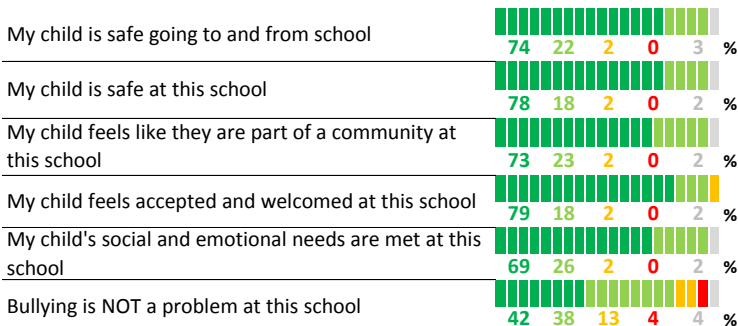 My child is safe going to and from school
74 22 2 0 3 %
My child is safe at this school
78 18 2 0 2 %
My child feels like they are part of a community at
this school
73 23 2 0 2 %
My child feels accepted and welcomed at this school
79 18 2 0 2 %
My child's social and emotional needs are met at this
school
69 26 2 0 2 %
Bullying is NOT a problem at this school
42 38 13 4 4 %